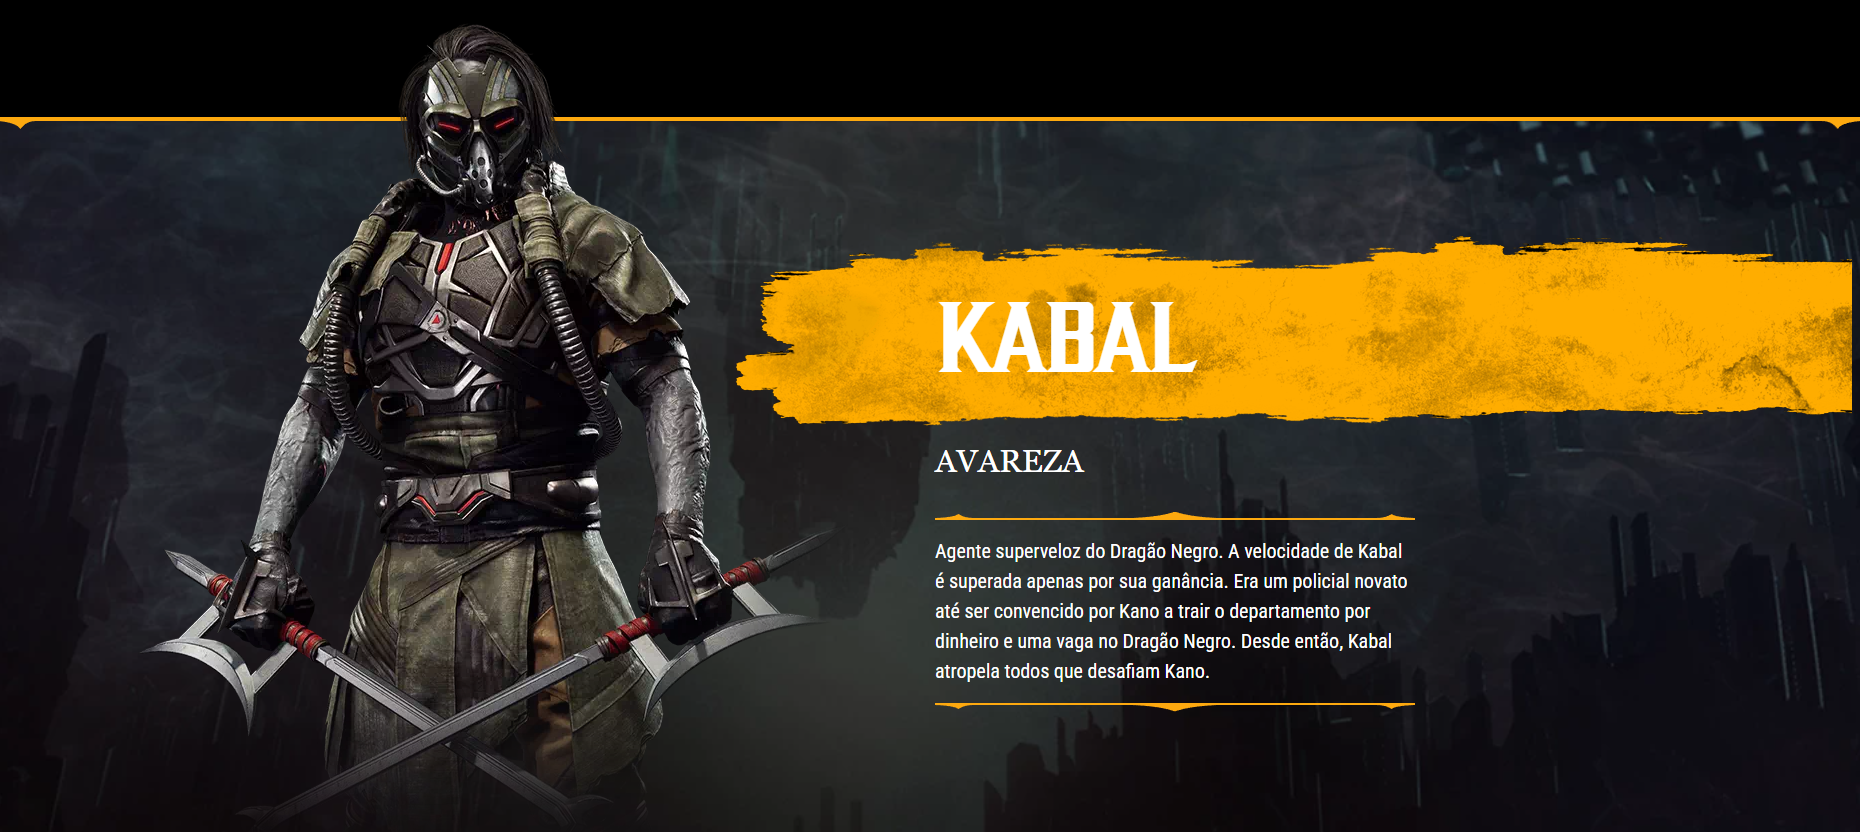 KABAL
AVAREZA
Agente superveloz do Dragão Negro. A velocidade de Kabal
é superada apenas por sua ganância. Era um policial novato
até ser convencido por Kano a trair o departamento por
dinheiro e uma vaga no Dragão Negro. Desde então, Kabal
atropela todos que desafiam Kano.